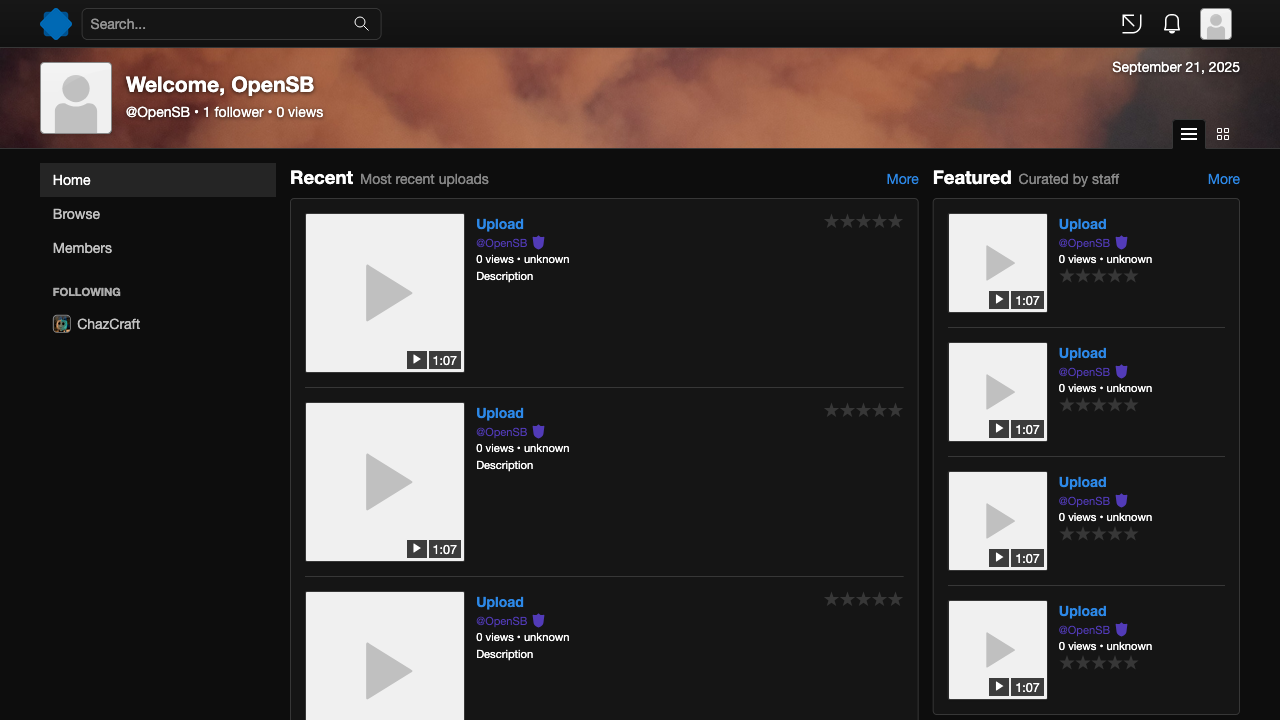 Search...
September 21, 2025
Welcome, OpenSB
@OpenSB • 1 follower • 0 views
Home
Browse
Members
FOLLOWING
ChazCraft
Recent Most recent uploads More
Upload
@OpenSB
0 views • unknown
Description
1:07
Upload
@OpenSB
0 views • unknown
Description
1:07
Upload
@OpenSB
0 views • unknown
Description
Featured Curated by staff More
Upload
@OpenSB
0 views • unknown
1:07
Upload
@OpenSB
0 views • unknown
1:07
Upload
@OpenSB
0 views • unknown
1:07
Upload
@OpenSB
0 views • unknown
1:07